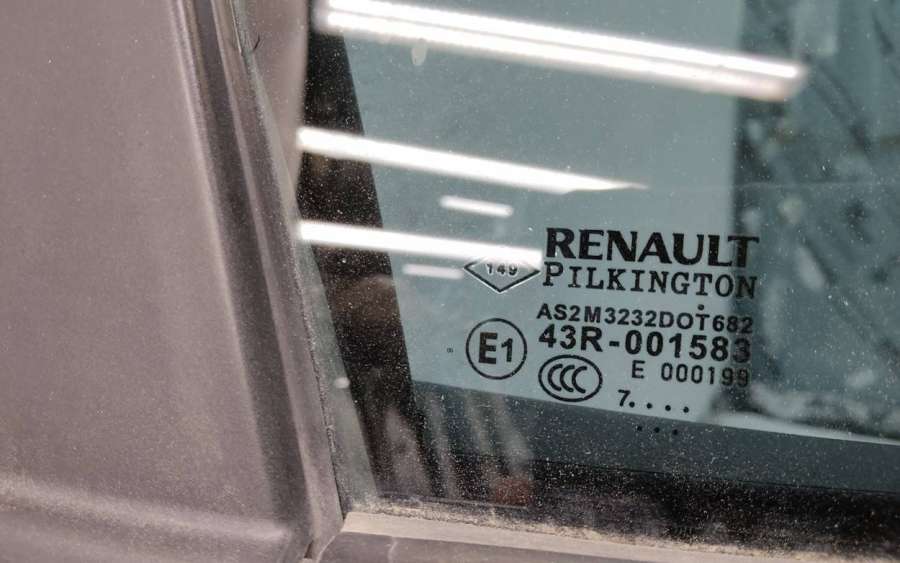 RENAULT
149
PILKINGTON
AS2M3232DOT682
43R-001583
E1
E 000199
CCC
7....
...